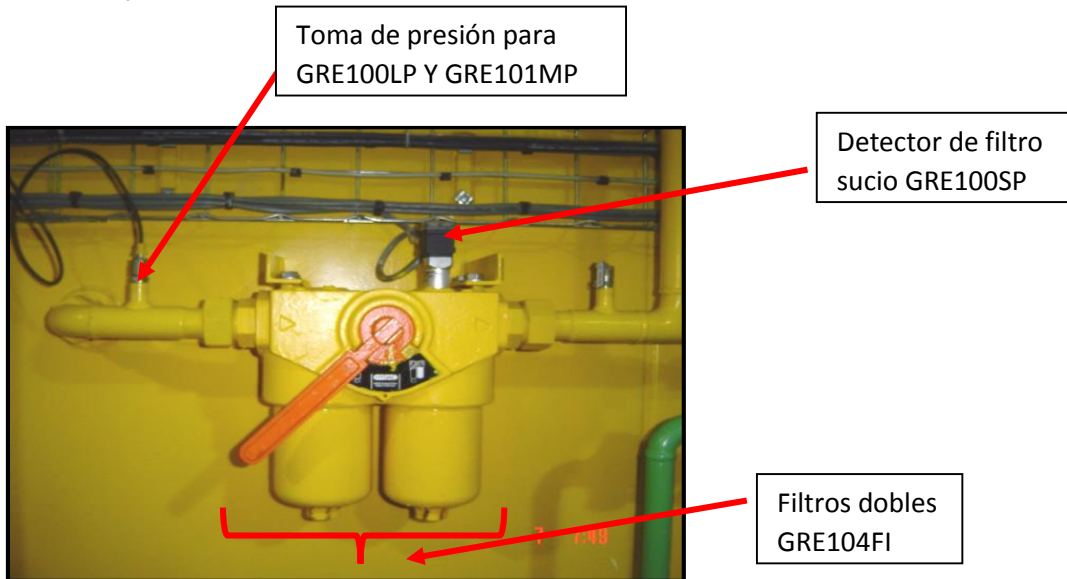 Toma de presión para
GRE100LP Y GRE101MP
Detector de filtro
sucio GRE100SP
Filtros dobles
GRE104FI